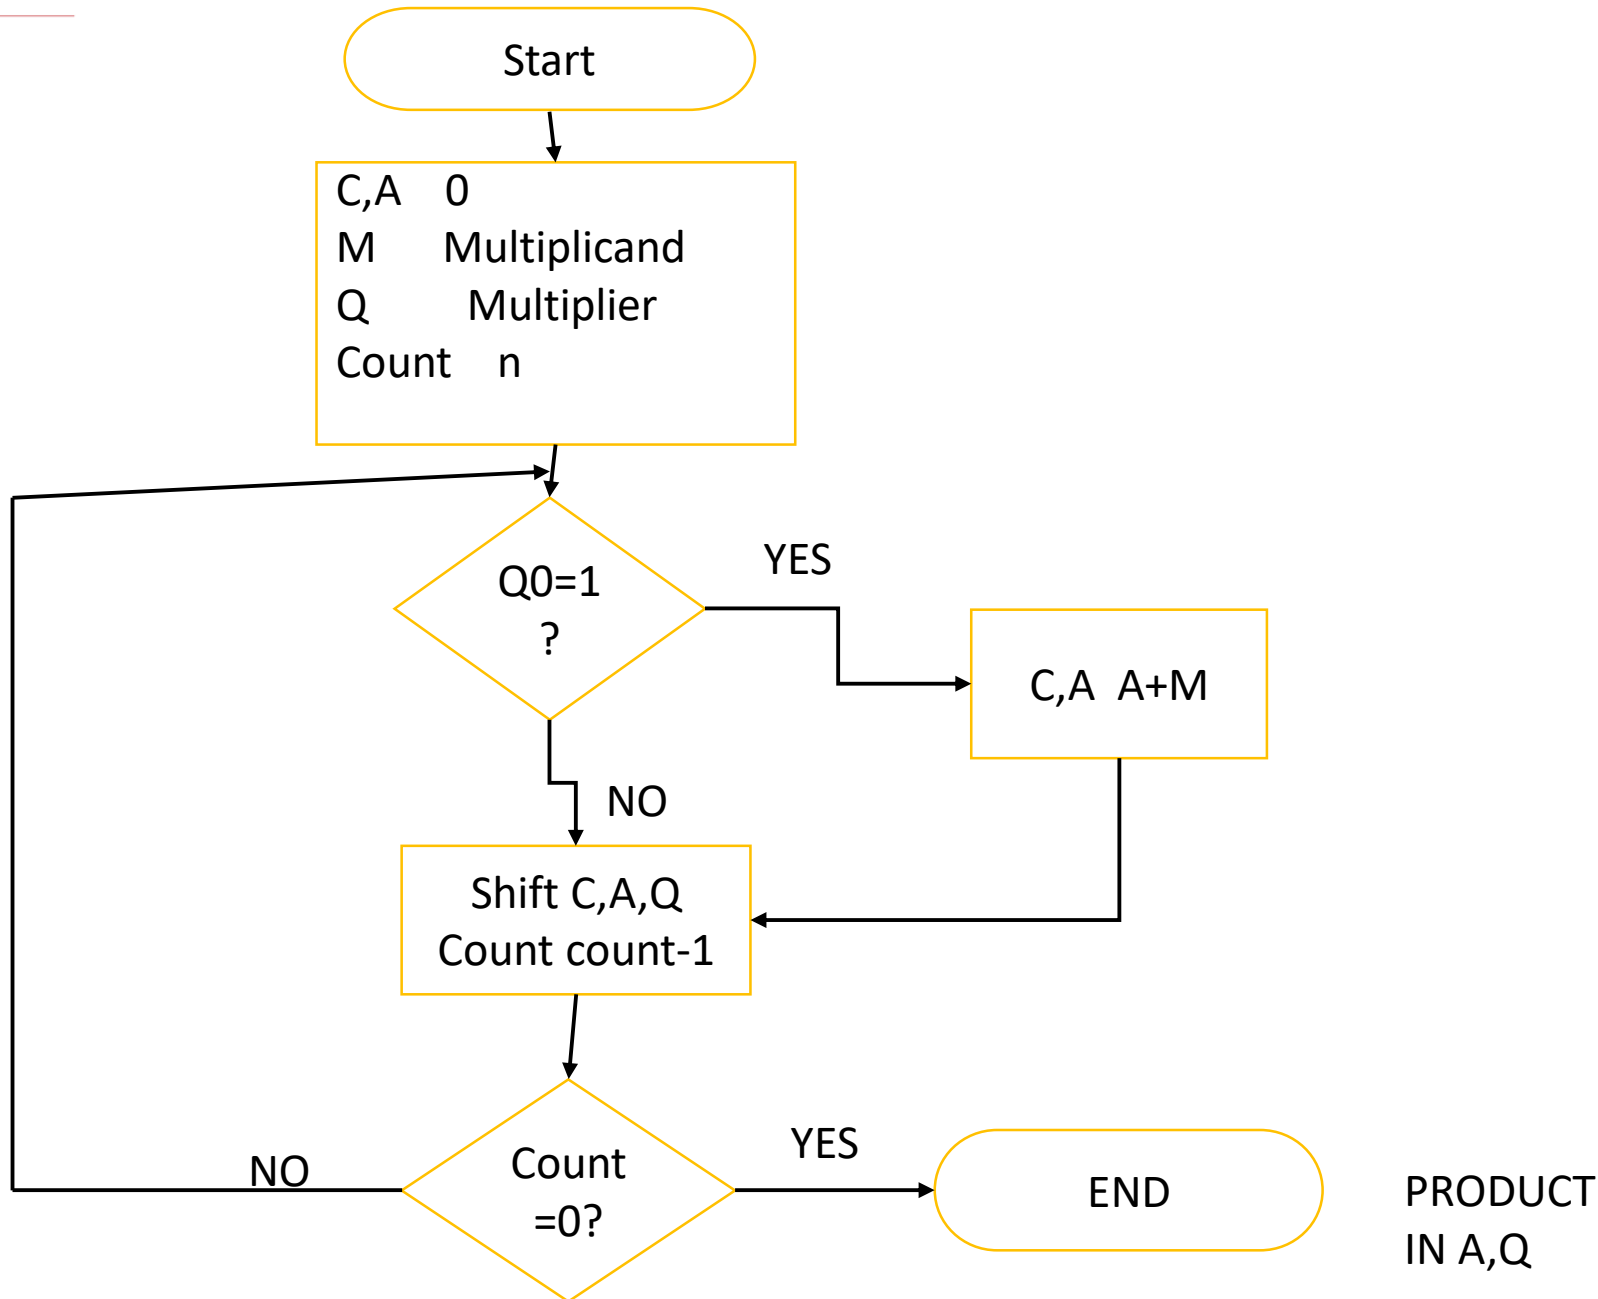 Start
C,A 0
M Multiplicand
Q Multiplier
Count n
Q0=1
?
YES
C,A A+M
NO
Shift C,A,Q
Count count-1
Count
=0?
NO
YES
END
PRODUCT
IN A,Q